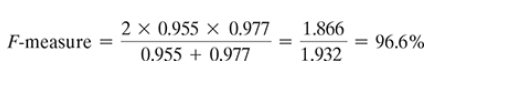 F-measure = 2 × 0.955 × 0.977 / 0.955 + 0.977 = 1.866 / 1.932 = 96.6%